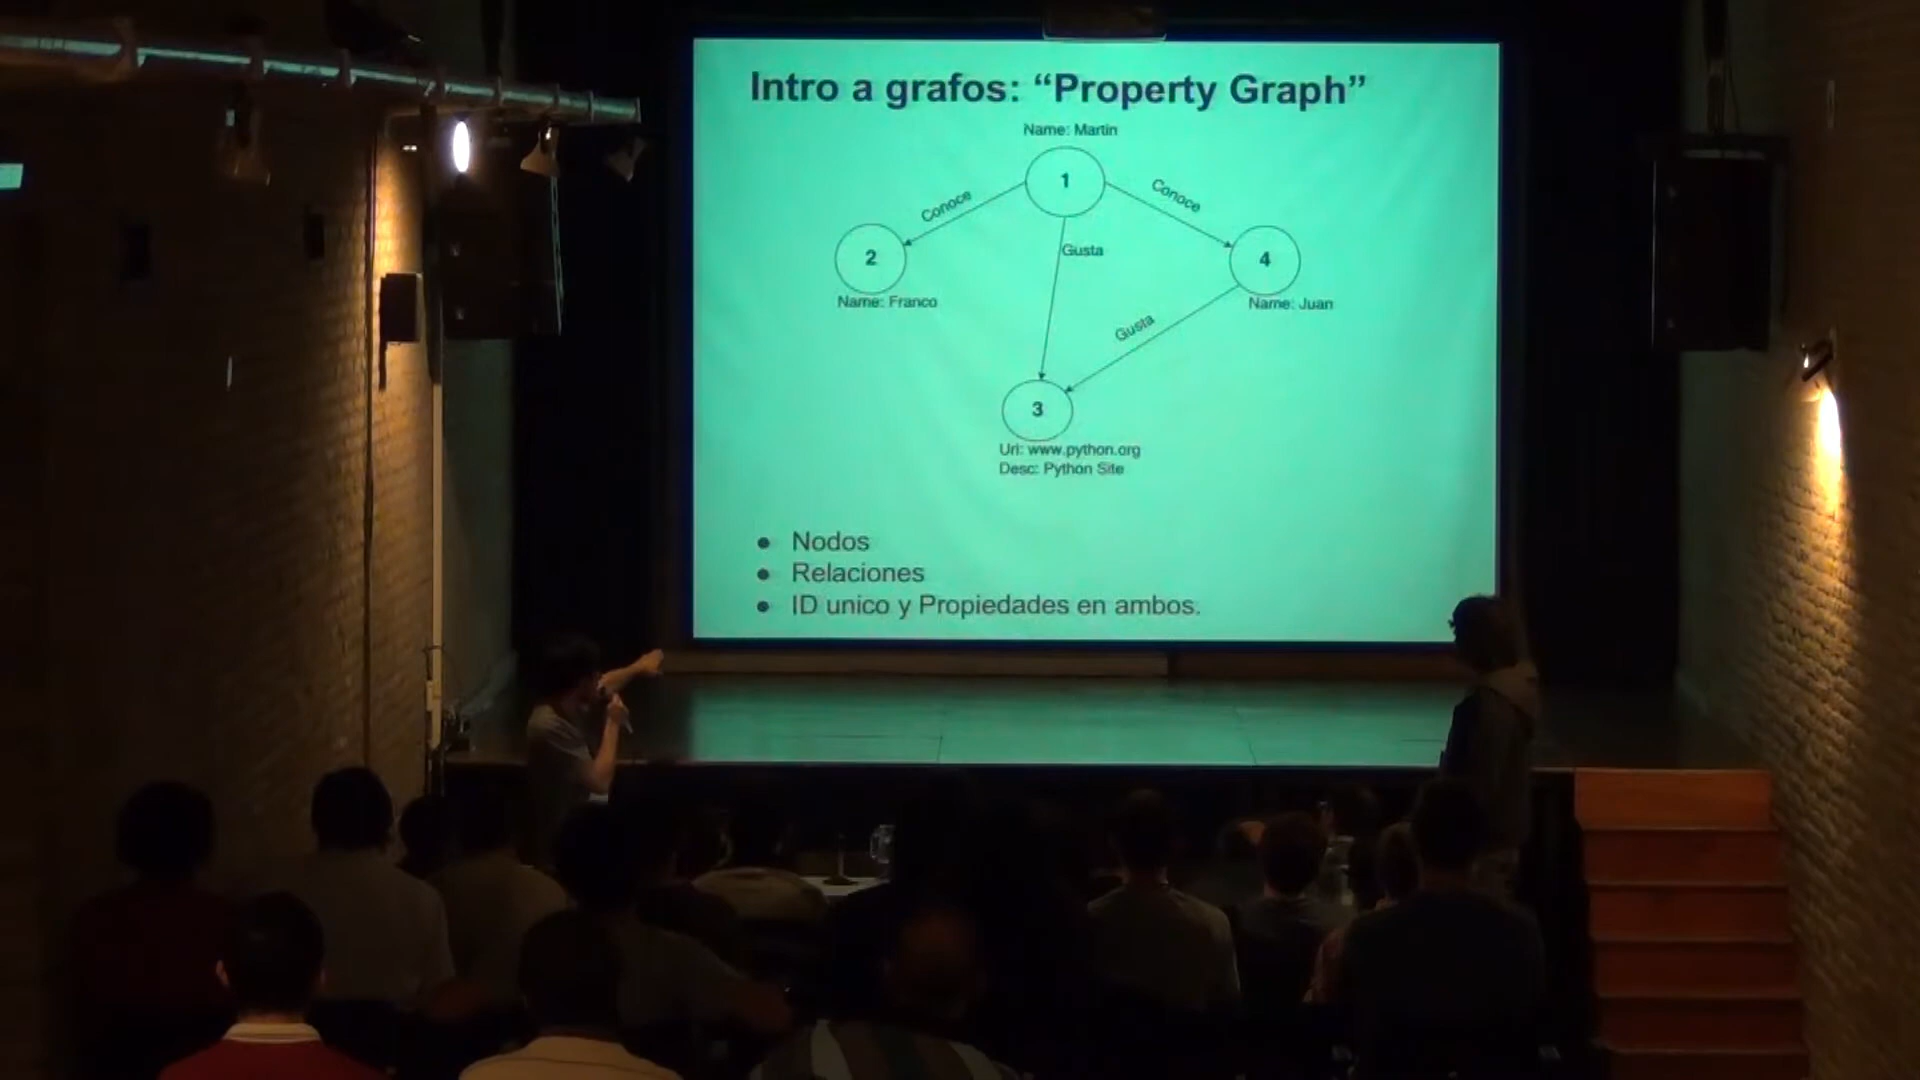 Intro a grafos: “Property Graph”
Name: Martin
1
Conoce
Conoce
2
Gusta
4
Name: Franco
Name: Juan
Gusta
3
Url: www.python.org
Desc: Python Site
● Nodos
● Relaciones
● ID unico y Propiedades en ambos.